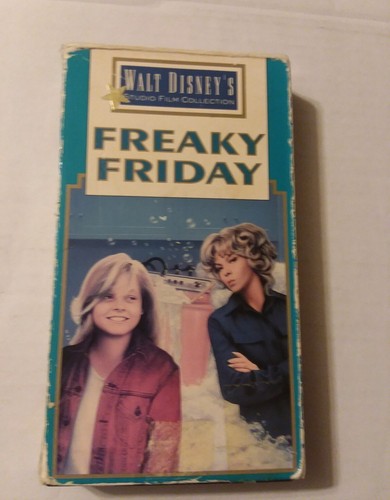 WALT DISNEY'S
STUDIO FILM COLLECTION
FREAKY
FRIDAY